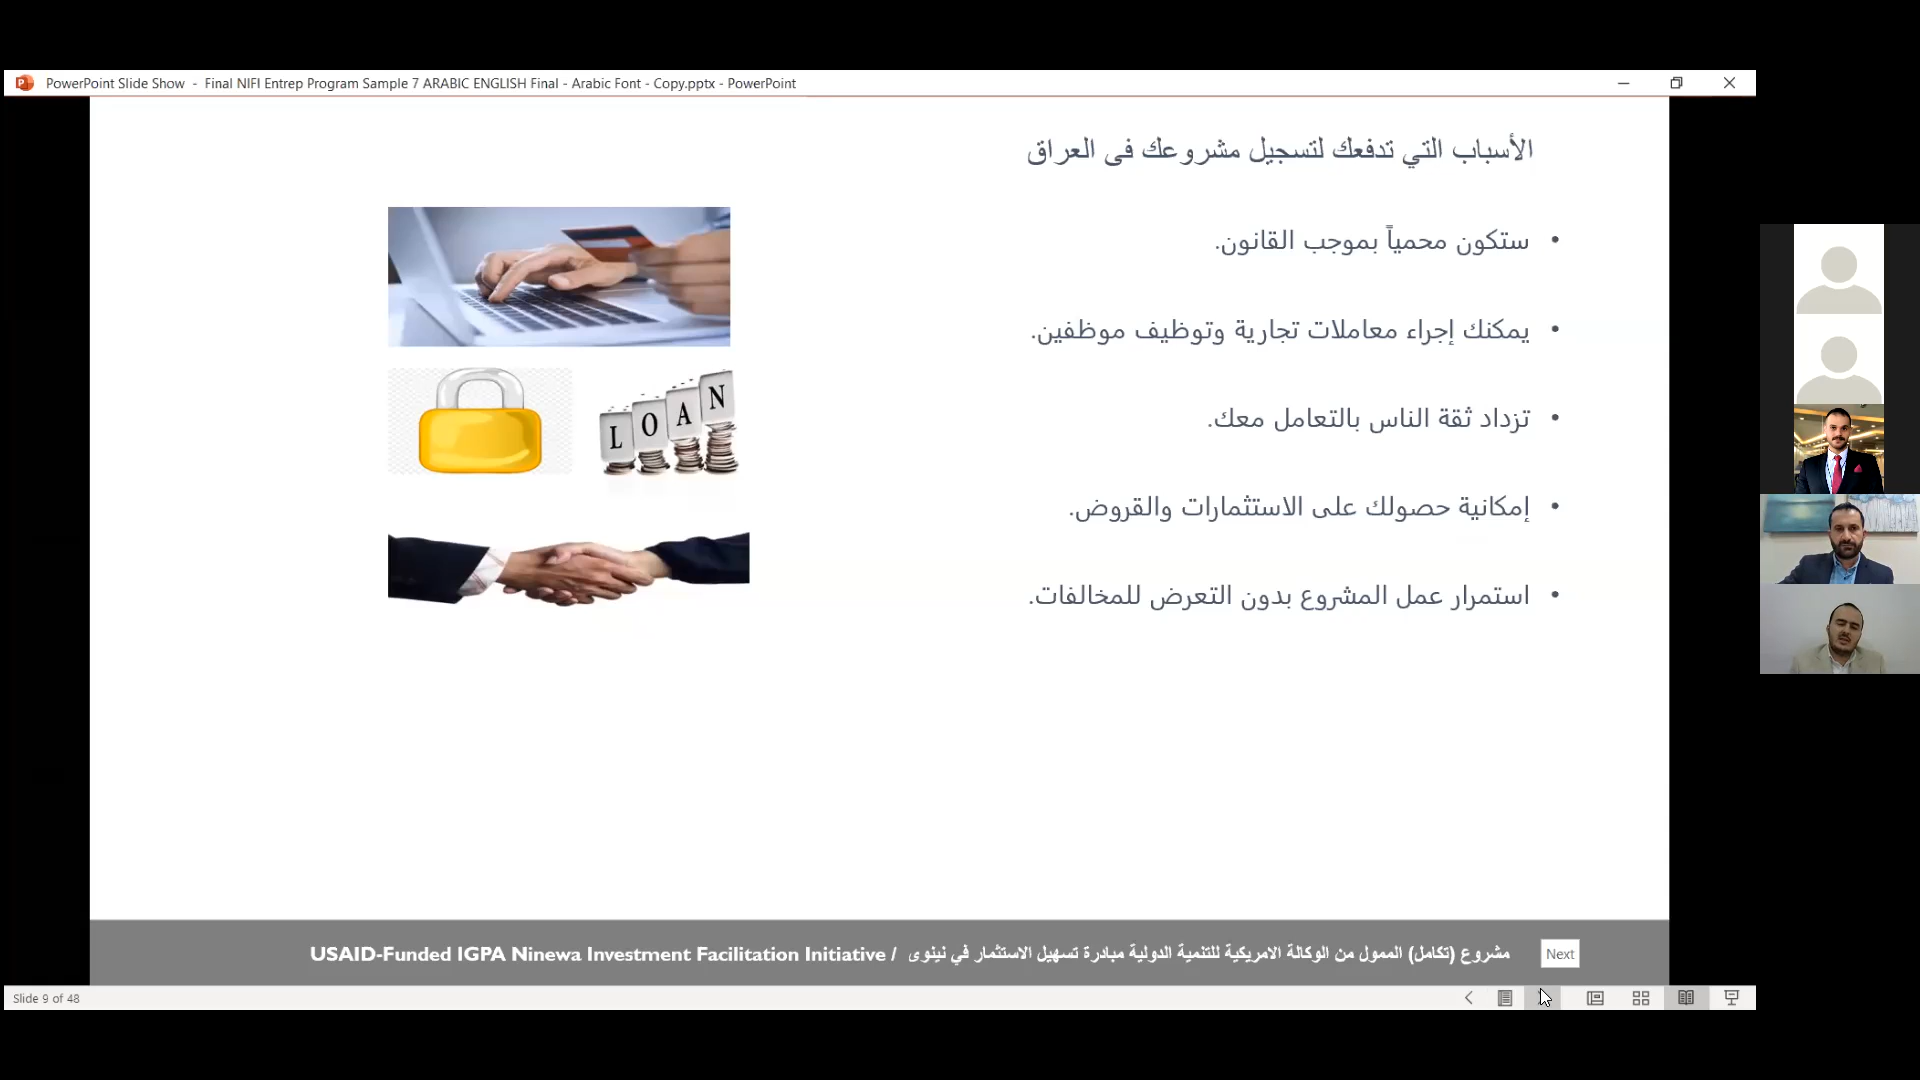 PowerPoint Slide Show - Final NIFI Entrep Program Sample 7 ARABIC ENGLISH Final - Arabic Font - Copy.pptx - PowerPoint
الأسباب التي تدفعك لتسجيل مشروعك فى العراق
• ستكون محمياً بموجب القانون.
• يمكنك إجراء معاملات تجارية وتوظيف موظفين.
• تزداد ثقة الناس بالتعامل معك.
• إمكانية حصولك على الاستثمارات والقروض.
• استمرار عمل المشروع بدون التعرض للمخالفات.
LOAN
USAID-Funded IGPA Ninewa Investment Facilitation Initiative / مشروع (تكامل) الممول من الوكالة الامريكية للتنمية الدولية مبادرة تسهيل الاستثمار في نينوى
Next
Slide 9 of 48